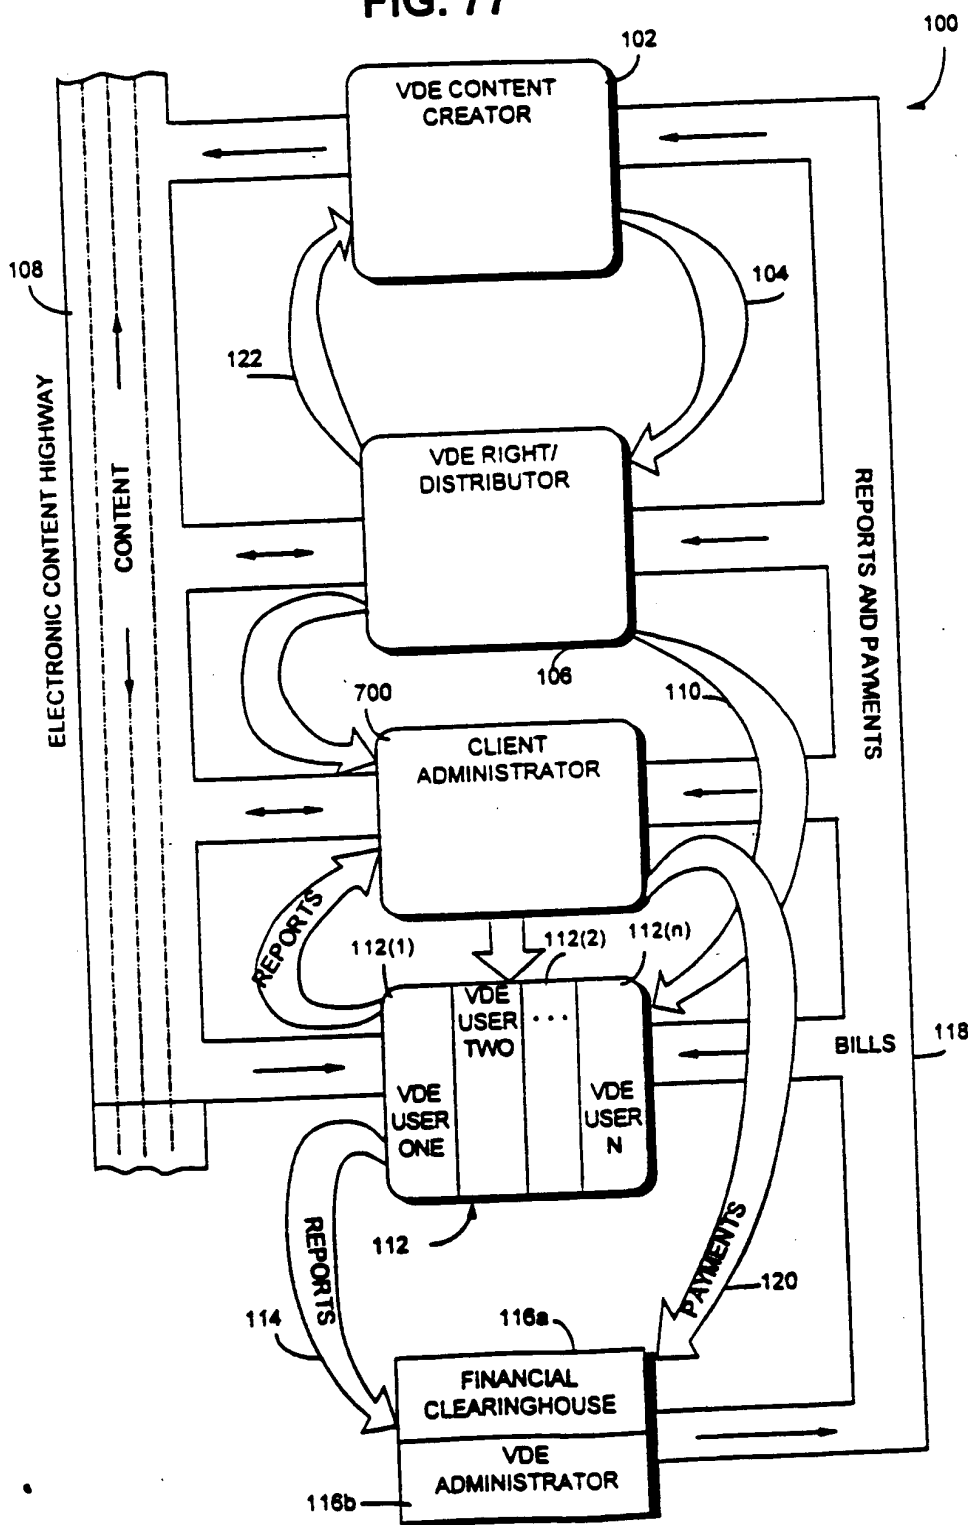 FIG. 77
100
102
VDE CONTENT
CREATOR
108
104
122
ELECTRONIC CONTENT HIGHWAY
CONTENT
VDE RIGHT/
DISTRIBUTOR
REPORTS AND PAYMENTS
106
110
700
CLIENT
ADMINISTRATOR
REPORTS
112(1)
112(2)
112(n)
VDE
USER
TWO
...
BILLS
118
VDE
USER
ONE
VDE
USER
N
112
REPORTS
PAYMENTS
114
120
116a
FINANCIAL
CLEARINGHOUSE
VDE
ADMINISTRATOR
116b